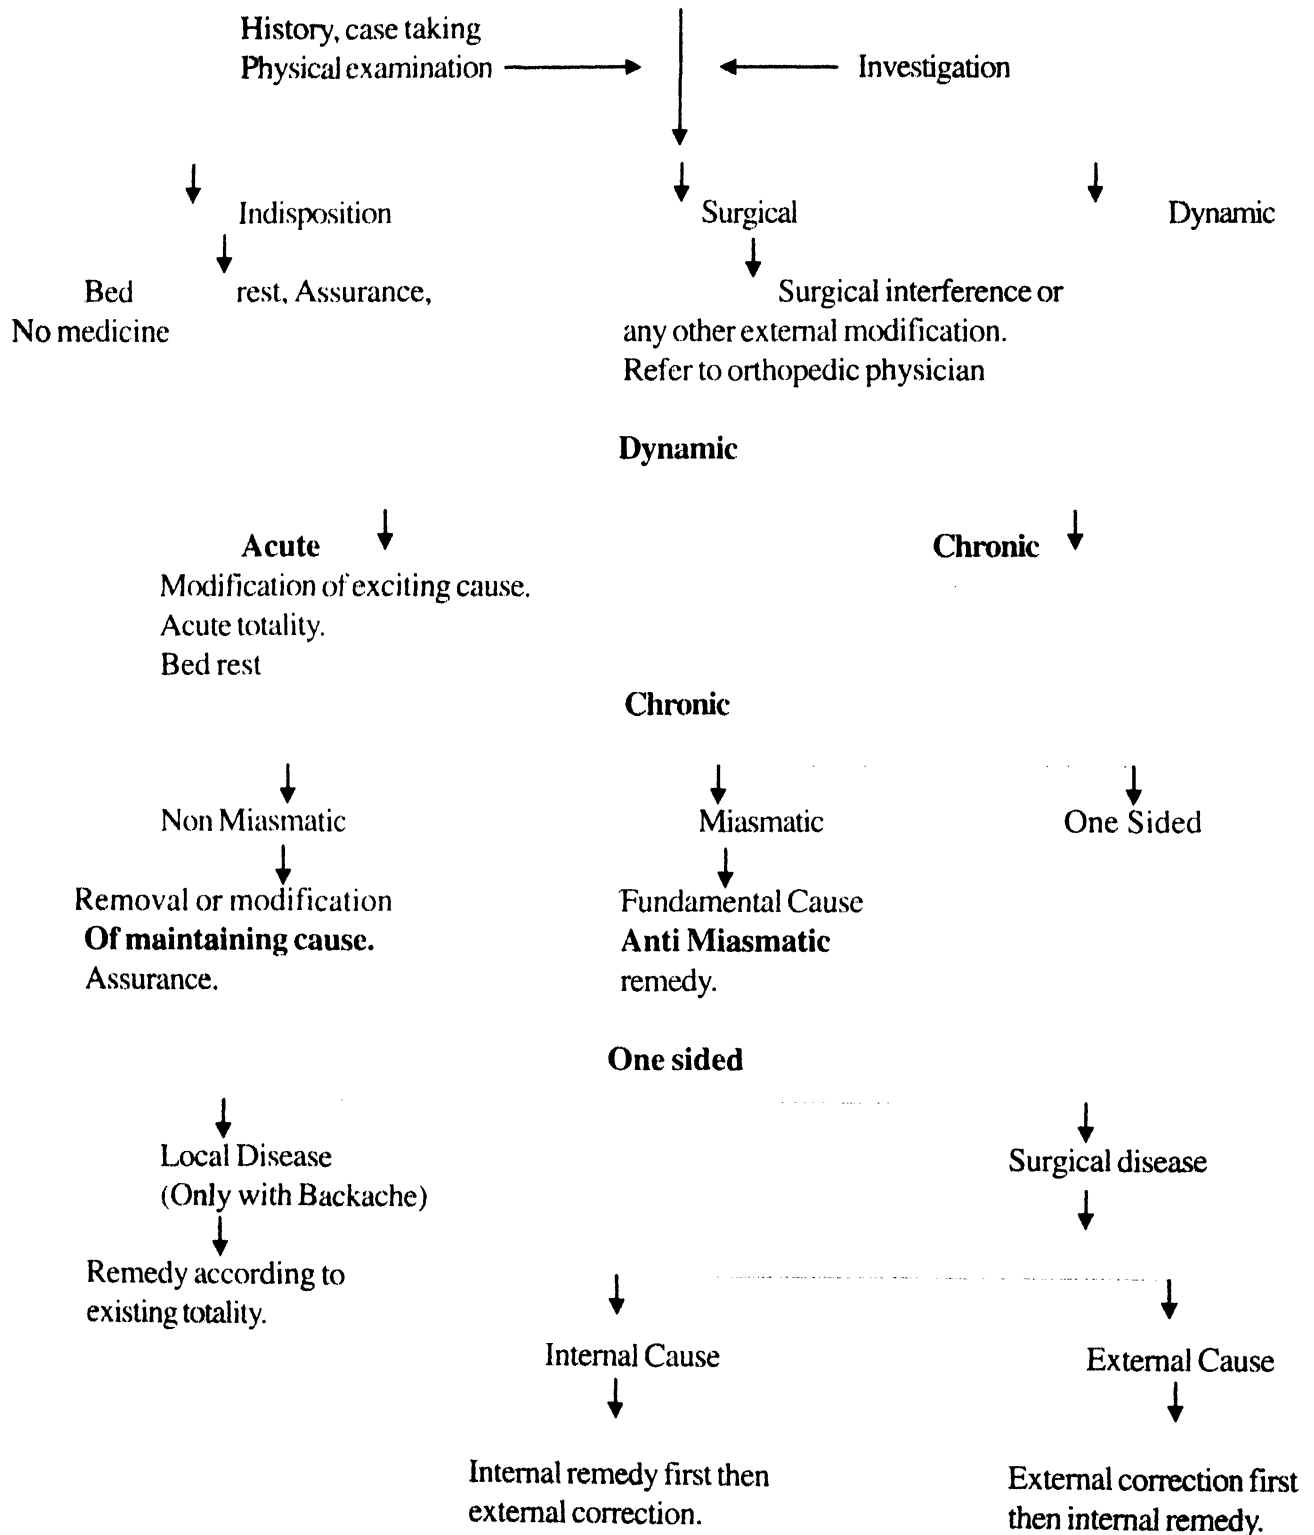 History, case taking
Physical examination
Investigation
Indisposition
Surgical
Dynamic
Bed rest, Assurance,
No medicine
Surgical interference or
any other external modification.
Refer to orthopedic physician
Dynamic
Acute
Chronic
Modification of exciting cause.
Acute totality.
Bed rest
Chronic
Non Miasmatic
Miasmatic
One Sided
Removal or modification
Of maintaining cause.
Assurance.
Fundamental Cause
Anti Miasmatic
remedy.
One sided
Local Disease
(Only with Backache)
Surgical disease
Remedy according to
existing totality.
Internal Cause
External Cause
Internal remedy first then
external correction.
External correction first
then internal remedy.